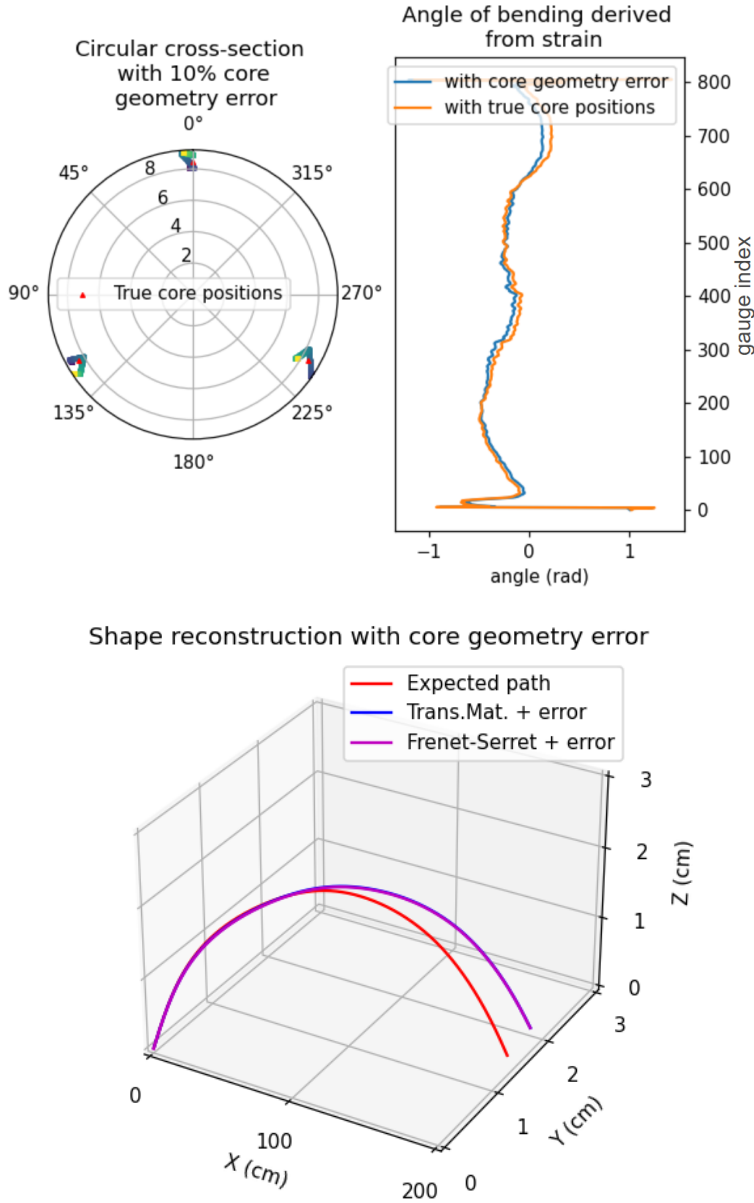 Circular cross-section
with 10% core
geometry error
0°
45°
315°
8
6
4
2
90°
True core positions
270°
135°
225°
180°
Angle of bending derived
from strain
with core geometry error
with true core positions
800
700
600
500
400
300
200
100
0
gauge index
−1
0
1
angle (rad)
Shape reconstruction with core geometry error
Expected path
Trans.Mat. + error
Frenet-Serret + error
3
2
1
0
Z (cm)
3
2
1
0
Y (cm)
0
100
200
X (cm)